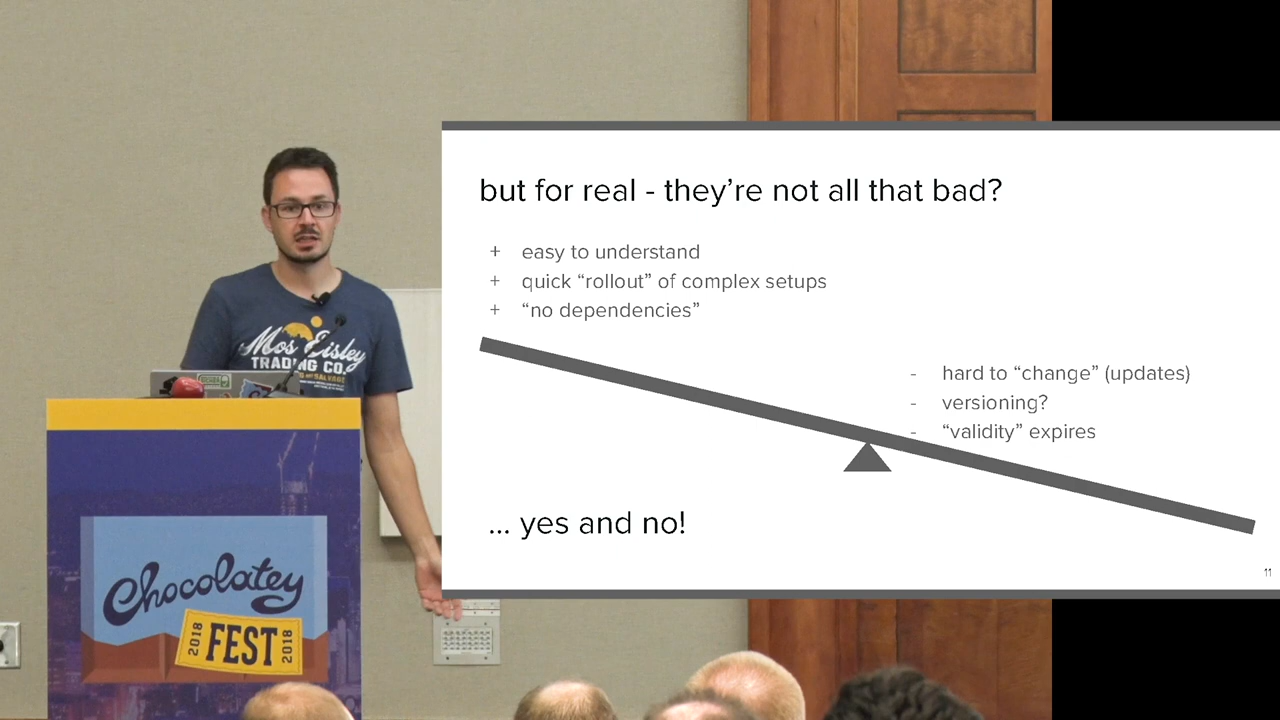 but for real - they're not all that bad?
+ easy to understand
+ quick “rollout” of complex setups
+ “no dependencies”
- hard to “change” (updates)
- versioning?
- “validity” expires
... yes and no!
11
Mos Eisley
TRADING CO.
Chocolatey
2018 FEST 2018